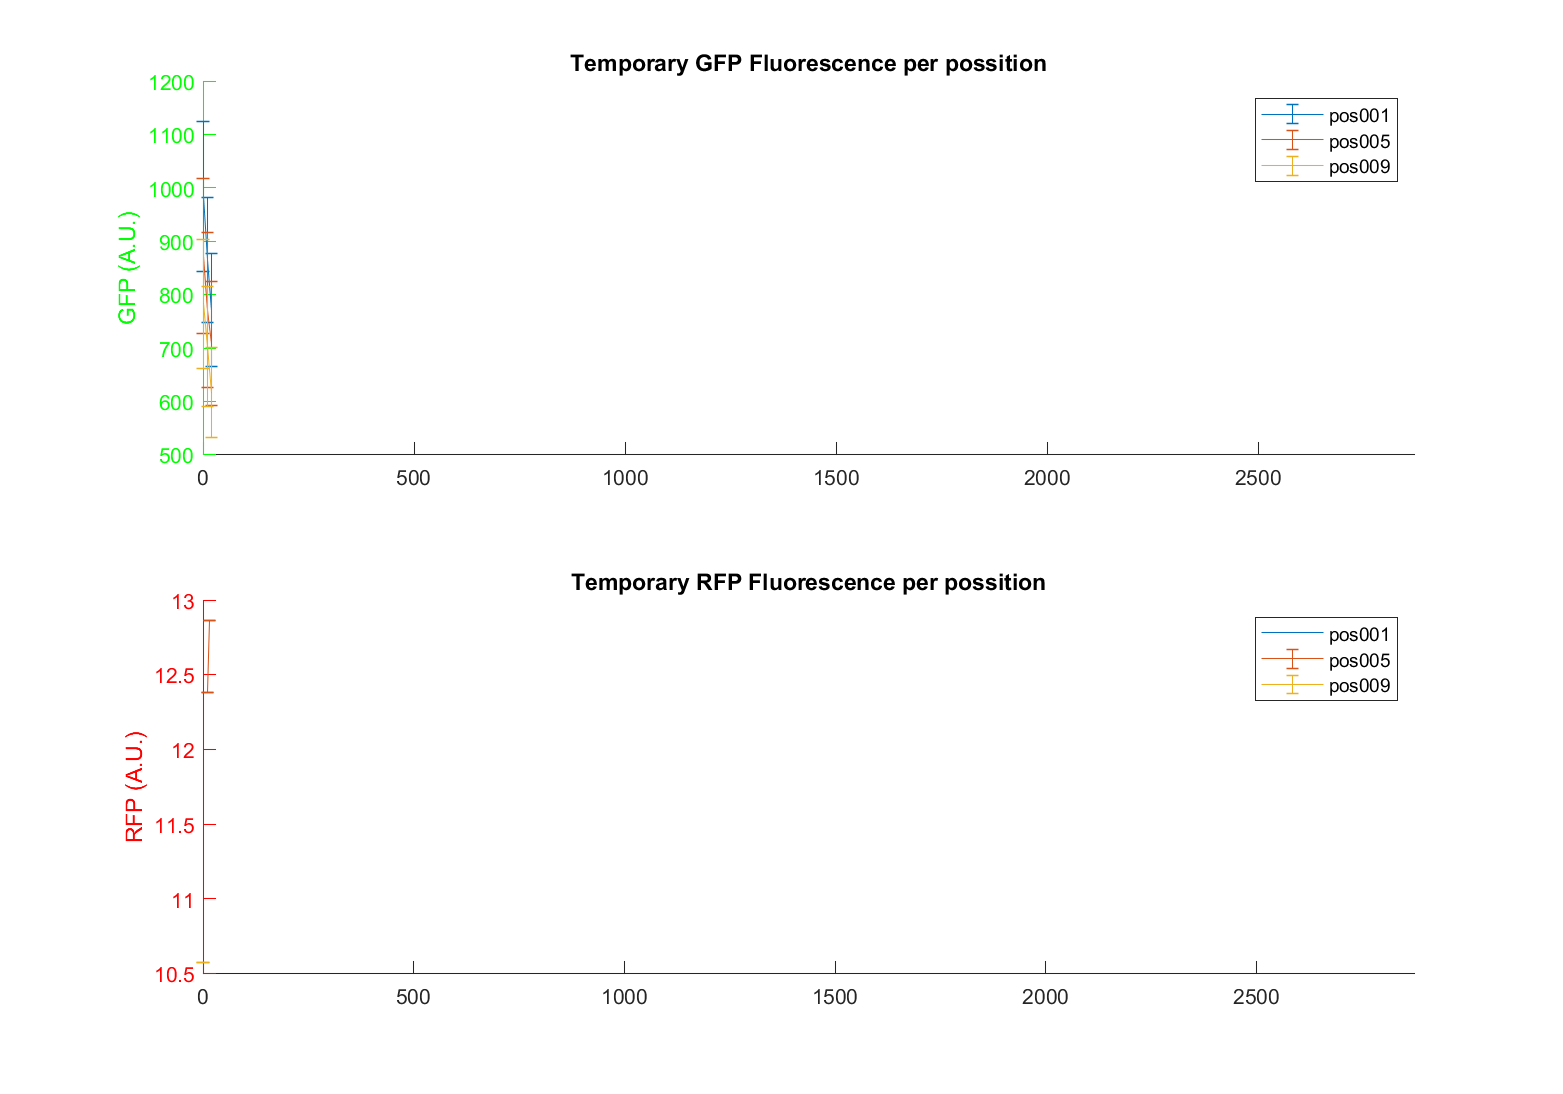 Temporary GFP Fluorescence per possition
1200
1100
1000
900
800
700
600
500
GFP (A.U.)
0 500 1000 1500 2000 2500
pos001
pos005
pos009
Temporary RFP Fluorescence per possition
13
12.5
12
11.5
11
10.5
RFP (A.U.)
0 500 1000 1500 2000 2500
pos001
pos005
pos009